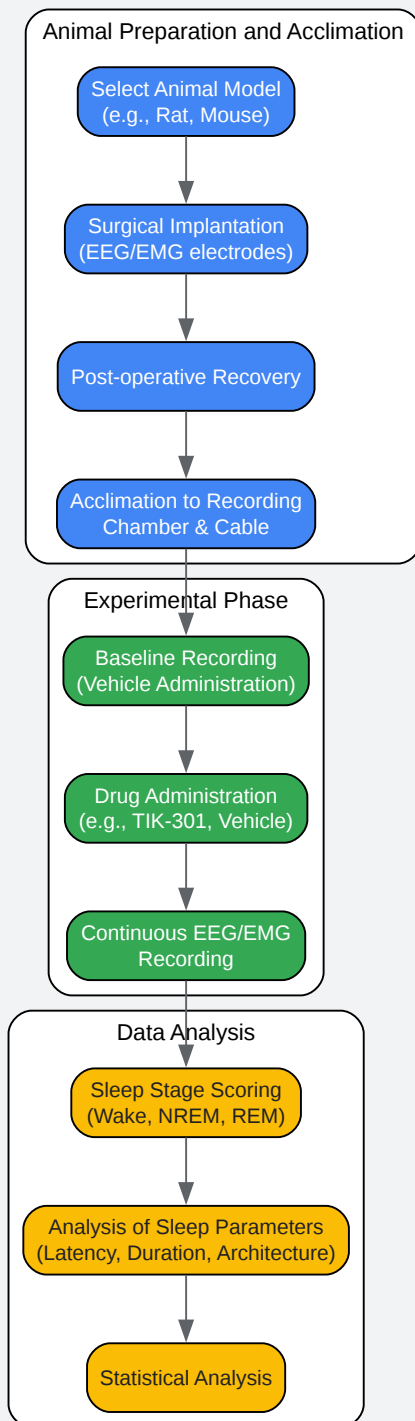 Animal Preparation and Acclimation
Select Animal Model
(e.g., Rat, Mouse)
Surgical Implantation
(EEG/EMG electrodes)
Post-operative Recovery
Acclimation to Recording
Chamber & Cable
Experimental Phase
Baseline Recording
(Vehicle Administration)
Drug Administration
(e.g., TIK-301, Vehicle)
Continuous EEG/EMG
Recording
Data Analysis
Sleep Stage Scoring
(Wake, NREM, REM)
Analysis of Sleep Parameters
(Latency, Duration, Architecture)
Statistical Analysis